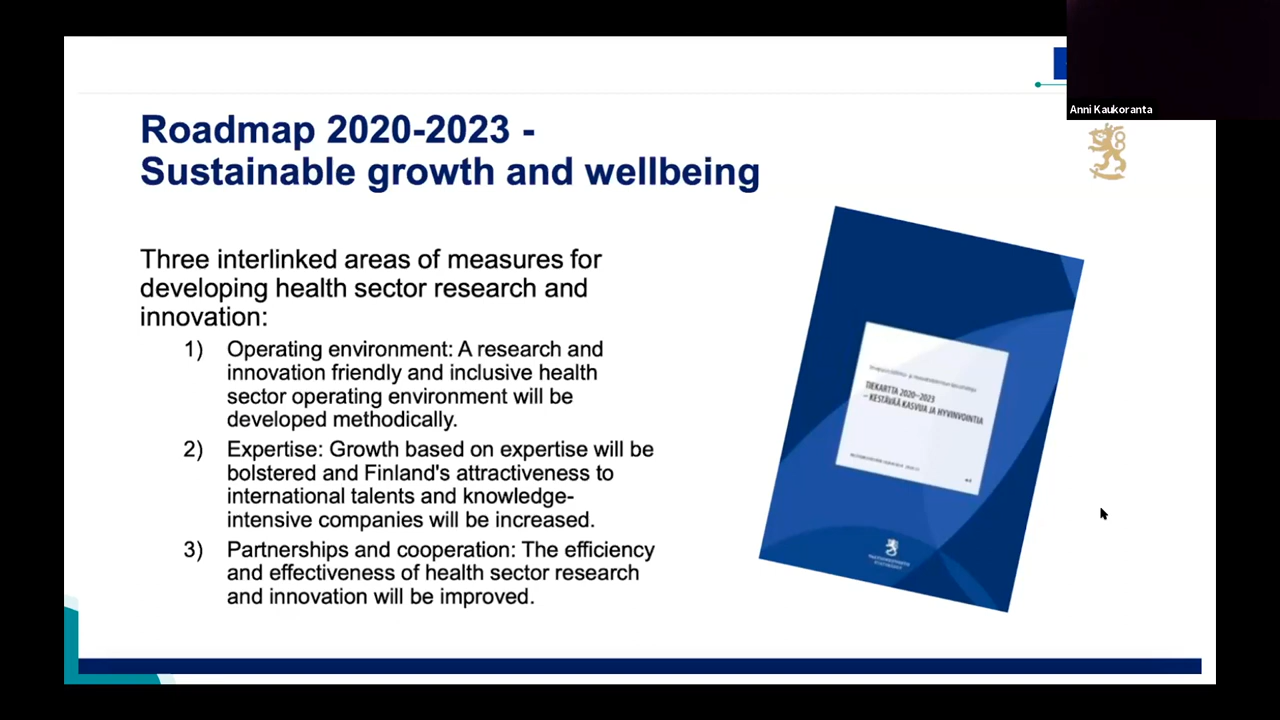 Anni Kaukoranta
Roadmap 2020-2023 -
Sustainable growth and wellbeing
Three interlinked areas of measures for
developing health sector research and
innovation:
1) Operating environment: A research and
innovation friendly and inclusive health
sector operating environment will be
developed methodically.
2) Expertise: Growth based on expertise will be
bolstered and Finland's attractiveness to
international talents and knowledge-
intensive companies will be increased.
3) Partnerships and cooperation: The efficiency
and effectiveness of health sector research
and innovation will be improved.
TIEKARTTA 2020–2023
– KESTÄVÄÄ KASVUA JA HYVINVOINTIA